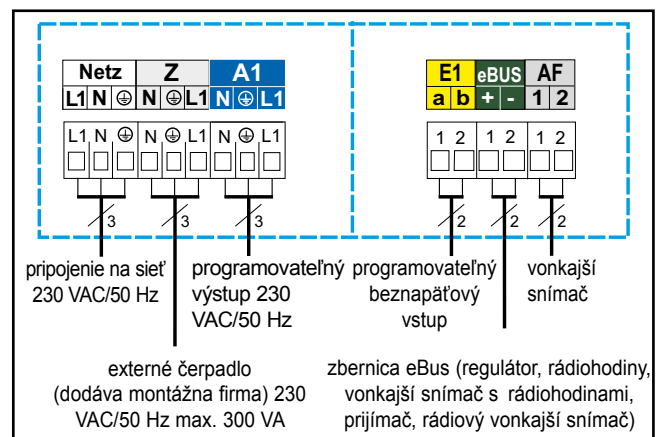 Netz Z A1 E1 eBUS AF
L1 N ⏚ N ⏚ L1 N ⏚ L1 a b + - 1 2
L1 N ⏚ N ⏚ L1 N ⏚ L1 1 2 1 2 1 2
3 3 3 2 2 2
pripojenie na sieť
230 VAC/50 Hz
programovateľný
výstup 230
VAC/50 Hz
programovateľný
beznapäťový
vstup
vonkajší
snímač
externé čerpadlo
(dodáva montážna firma) 230
VAC/50 Hz max. 300 VA
zbernica eBus (regulátor, rádiohodiny,
vonkajší snímač s rádiohodinami,
prijímač, rádiový vonkajší snímač)